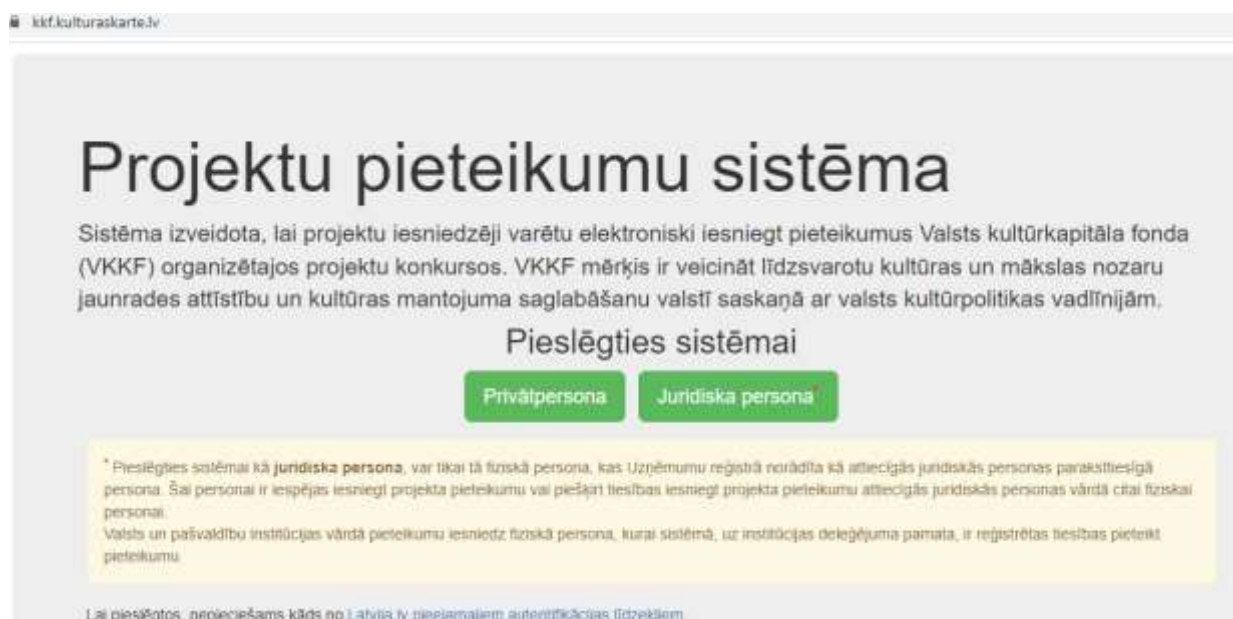 kkf.kulturaskarte.lv
Projektu pieteikumu sistēma
Sistēma izveidota, lai projektu iesniedzēji varētu elektroniski iesniegt pieteikumus Valsts kultūrkapitāla fonda
(VKKF) organizētajos projektu konkursos. VKKF mērķis ir veicināt līdzsvarotu kultūras un mākslas nozaru
jaunrades attīstību un kultūras mantojuma saglabāšanu valstī saskaņā ar valsts kultūrpolitikas vadlīnijām.
Pieslēgties sistēmai
Privātpersona
Juridiska persona*
* Pieslēgties sistēmai kā juridiska persona, var tikai tā fiziskā persona, kas Uzņēmumu reģistrā norādīta kā attiecīgās juridiskās personas paraksttiesīgā
persona. Šai personai ir iespējas iesniegt projekta pieteikumu vai piešķirt tiesības iesniegt projekta pieteikumu attiecīgās juridiskās personas vārdā citai fiziskai
personai.
Valsts un pašvaldību institūcijas vārdā pieteikumu iesniedz fiziskā persona, kurai sistēmā, uz institūcijas deleģējuma pamata, ir reģistrētas tiesības pieteikt
pieteikumu.
Lai pieslēgtos, nepieciešams kāds no Latvija.lv pieejamajiem autentifikācijas līdzekļiem